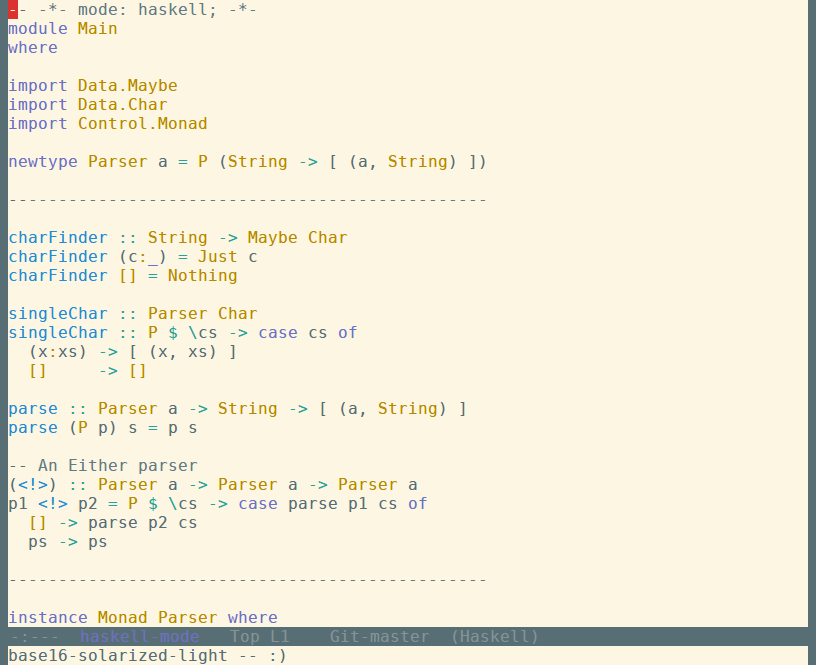 -- -*- mode: haskell; -*-
module Main
where

import Data.Maybe
import Data.Char
import Control.Monad

newtype Parser a = P (String -> [ (a, String) ])

------------------------------------------------

charFinder :: String -> Maybe Char
charFinder (c:_) = Just c
charFinder [] = Nothing

singleChar :: Parser Char
singleChar :: P $ \cs -> case cs of
  (x:xs) -> [ (x, xs) ]
  []     -> []

parse :: Parser a -> String -> [ (a, String) ]
parse (P p) s = p s

-- An Either parser
(<!>) :: Parser a -> Parser a -> Parser a
p1 <!> p2 = P $ \cs -> case parse p1 cs of
  [] -> parse p2 cs
  ps -> ps

------------------------------------------------

instance Monad Parser where
-:---  haskell-mode   Top L1    Git-master  (Haskell)
base16-solarized-light -- :)